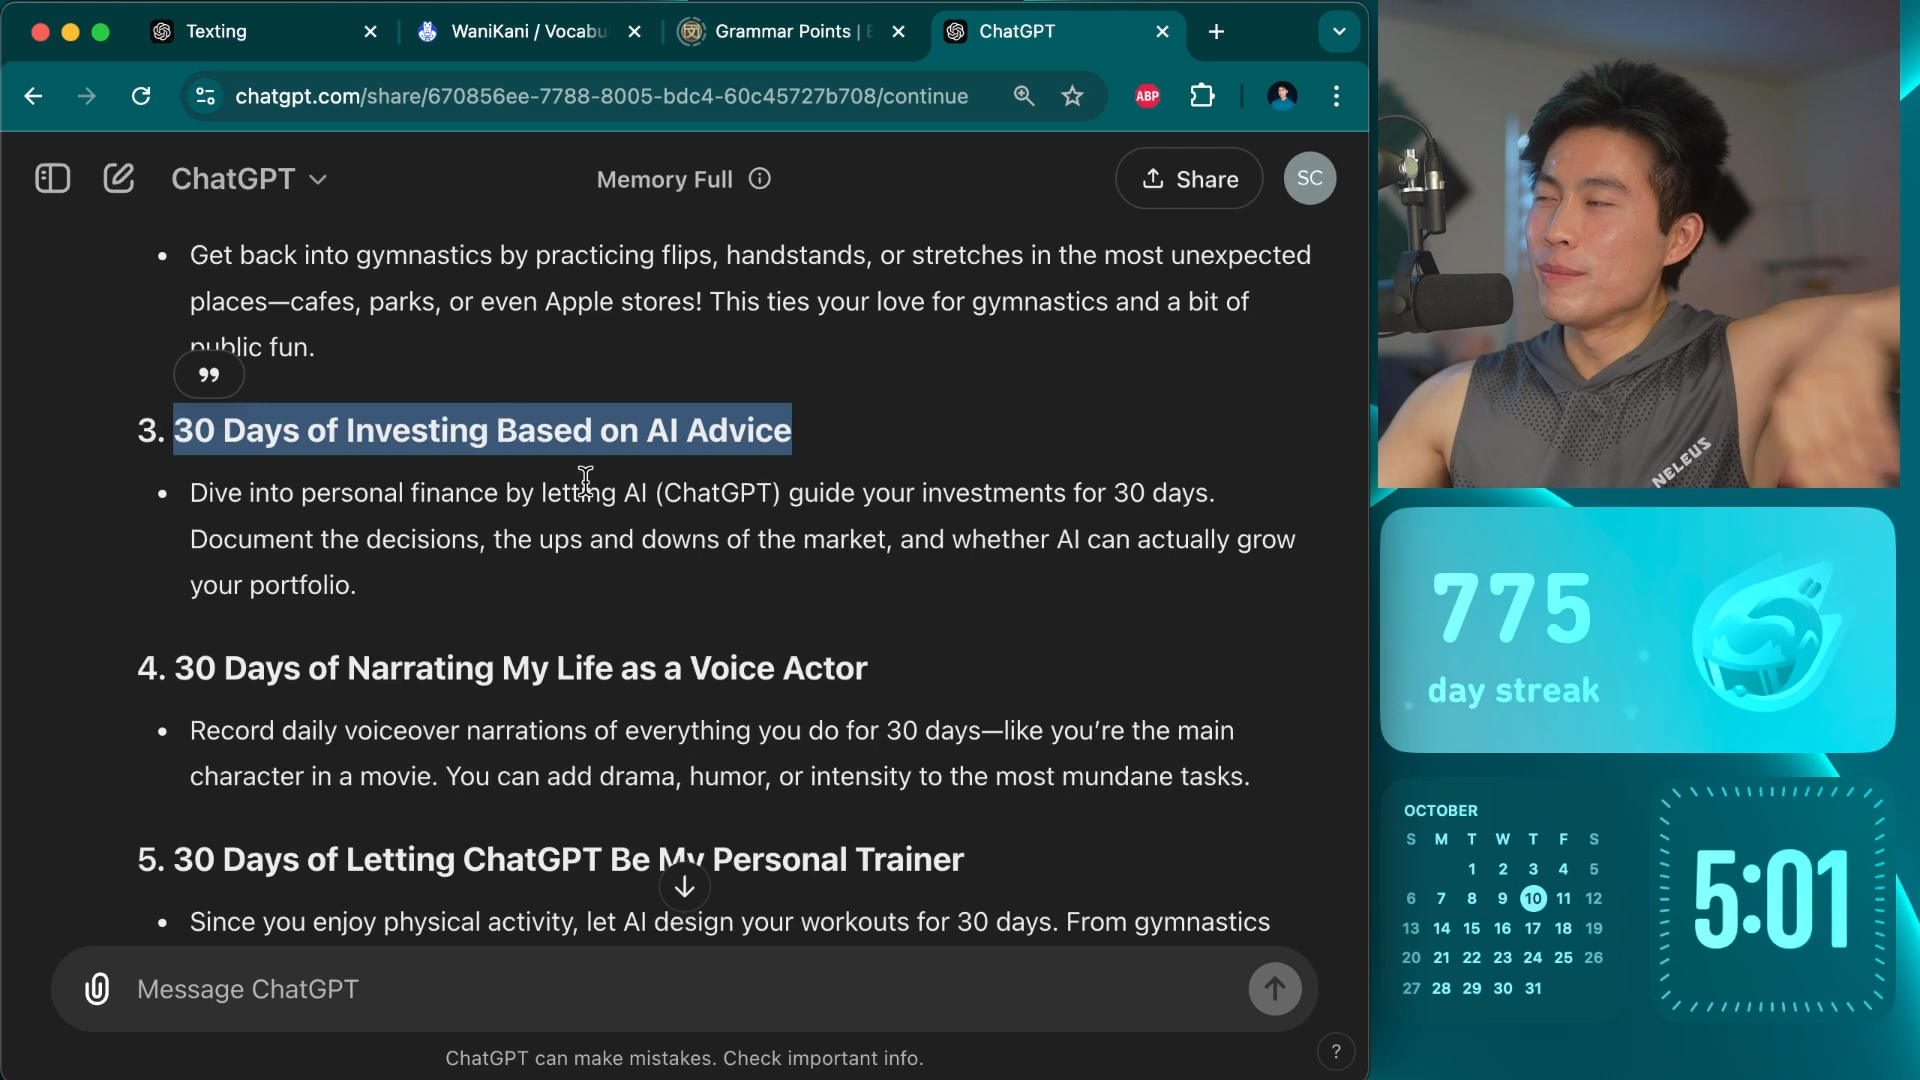 Texting
WaniKani / Vocabu
Grammar Points |
ChatGPT
chatgpt.com/share/670856ee-7788-8005-bdc4-60c45727b708/continue
ABP
ChatGPT
Memory Full
Share
SC
• Get back into gymnastics by practicing flips, handstands, or stretches in the most unexpected
places—cafes, parks, or even Apple stores! This ties your love for gymnastics and a bit of
public fun.
3. 30 Days of Investing Based on AI Advice
• Dive into personal finance by letting AI (ChatGPT) guide your investments for 30 days.
Document the decisions, the ups and downs of the market, and whether AI can actually grow
your portfolio.
4. 30 Days of Narrating My Life as a Voice Actor
• Record daily voiceover narrations of everything you do for 30 days—like you’re the main
character in a movie. You can add drama, humor, or intensity to the most mundane tasks.
5. 30 Days of Letting ChatGPT Be My Personal Trainer
• Since you enjoy physical activity, let AI design your workouts for 30 days. From gymnastics
Message ChatGPT
ChatGPT can make mistakes. Check important info.
?
NELEUS
775
day streak
OCTOBER
S M T W T F S
1 2 3 4 5
6 7 8 9 10 11 12
13 14 15 16 17 18 19
20 21 22 23 24 25 26
27 28 29 30 31
5:01